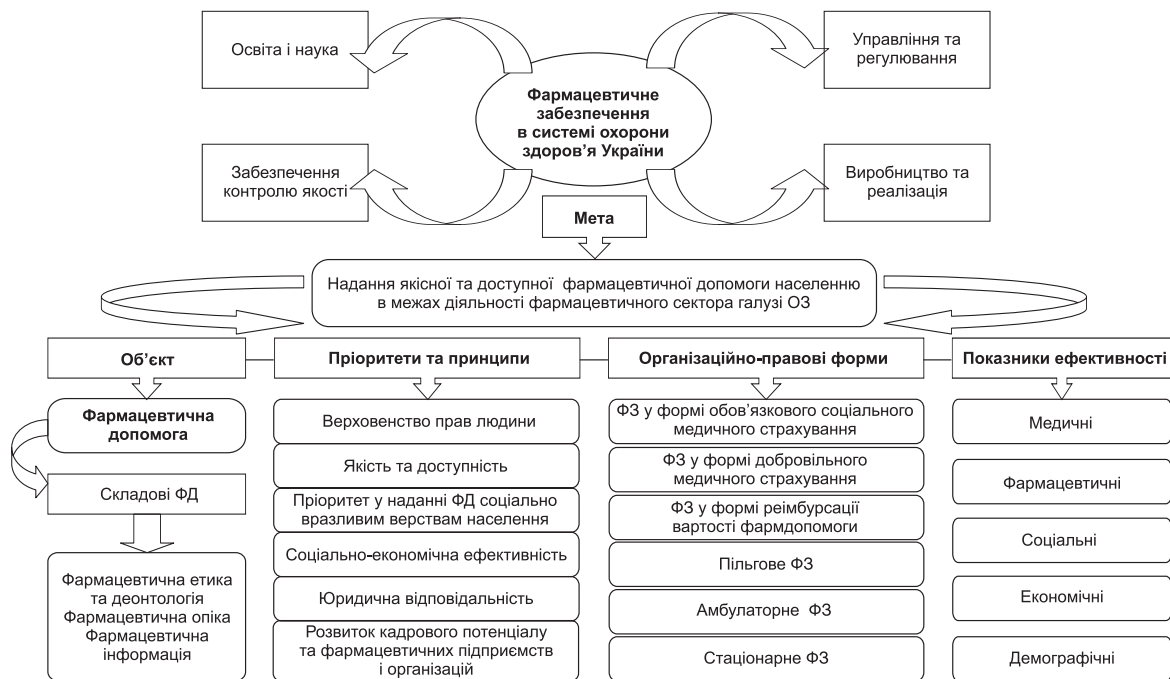 Освіта і наука
Управління та
регулювання
Фармацевтичне
забезпечення
в системі охорони
здоров’я України
Забезпечення
контролю якості
Виробництво та
реалізація
Мета
Надання якісної та доступної фармацевтичної допомоги населенню
в межах діяльності фармацевтичного сектора галузі ОЗ
Об’єкт
Фармацевтична
допомога
Складові ФД
Фармацевтична етика
та деонтологія
Фармацевтична опіка
Фармацевтична
інформація
Пріоритети та принципи
Верховенство прав людини
Якість та доступність
Пріоритет у наданні ФД соціально
вразливим верствам населення
Соціально-економічна ефективність
Юридична відповідальність
Розвиток кадрового потенціалу
та фармацевтичних підприємств
і організацій
Організаційно-правові форми
ФЗ у формі обов’язкового соціального
медичного страхування
ФЗ у формі добровільного
медичного страхування
ФЗ у формі реімбурсації
вартості фармдопомоги
Пільгове ФЗ
Амбулаторне ФЗ
Стаціонарне ФЗ
Показники ефективності
Медичні
Фармацевтичні
Соціальні
Економічні
Демографічні